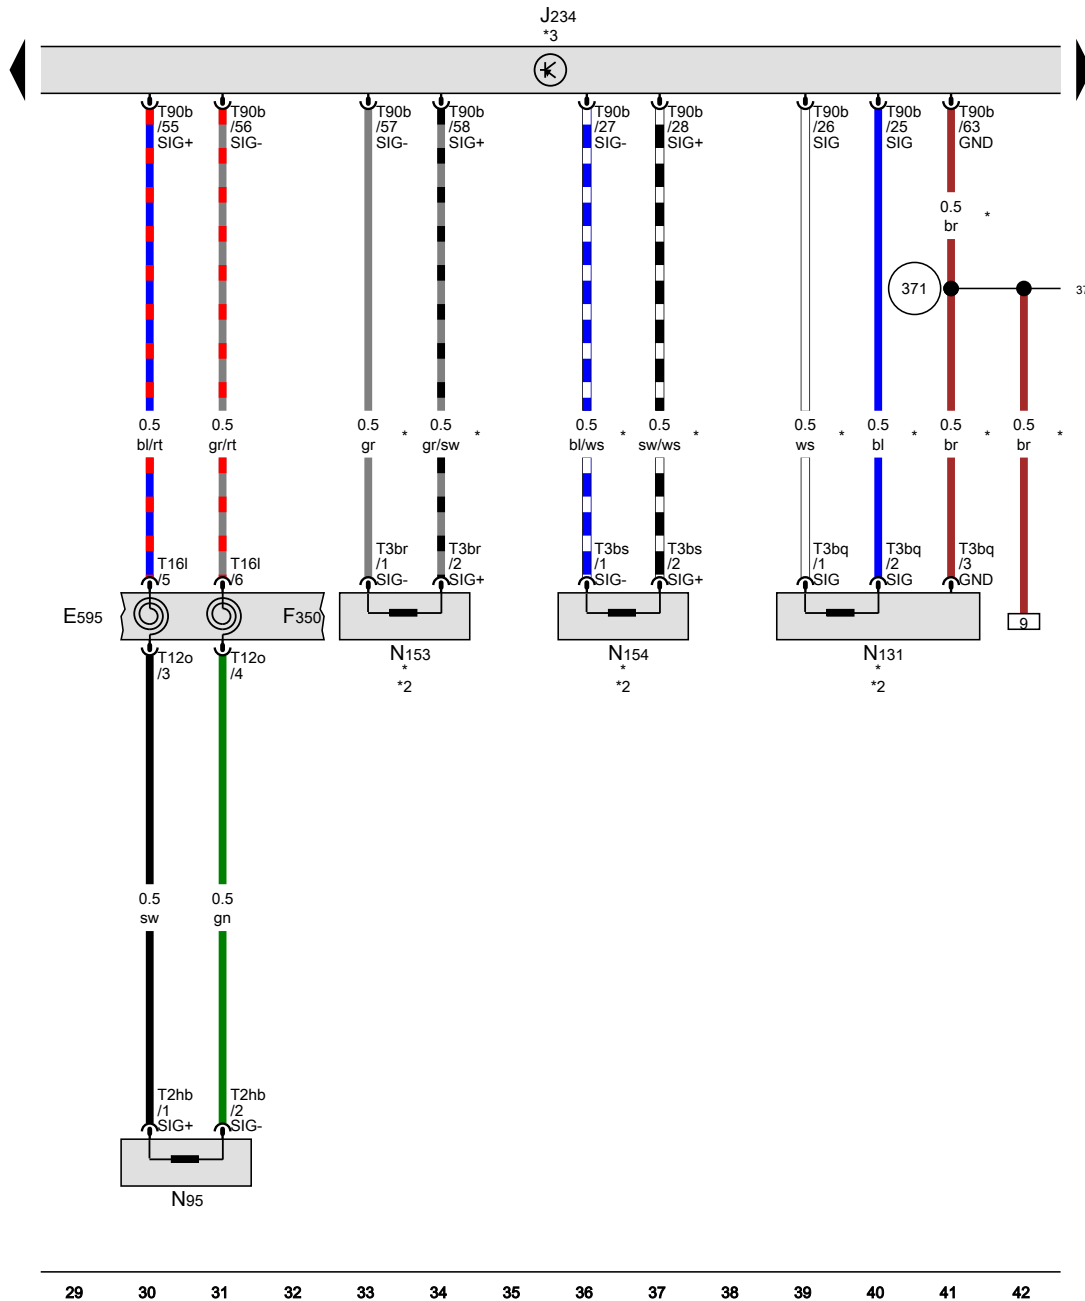 J234
*3
T90b
/55
SIG+
T90b
/56
SIG-
T90b
/57
SIG-
T90b
/58
SIG+
T90b
/27
SIG-
T90b
/28
SIG+
T90b
/26
SIG
T90b
/25
SIG
T90b
/63
GND
0.5
br
*
371
37
0.5
bl/rt
0.5
gr/rt
0.5
gr
*
0.5
gr/sw
*
0.5
bl/ws
*
0.5
sw/ws
*
0.5
ws
*
0.5
bl
*
0.5
br
*
0.5
br
*
T16l
/5
T16l
/6
T3br
/1
SIG-
T3br
/2
SIG+
T3bs
/1
SIG-
T3bs
/2
SIG+
T3bq
/1
SIG
T3bq
/2
SIG
T3bq
/3
GND
E595
F350
9
T12o
/3
T12o
/4
N153
*
*2
N154
*
*2
N131
*
*2
0.5
sw
0.5
gn
T2hb
/1
SIG+
T2hb
/2
SIG-
N95
29 30 31 32 33 34 35 36 37 38 39 40 41 42